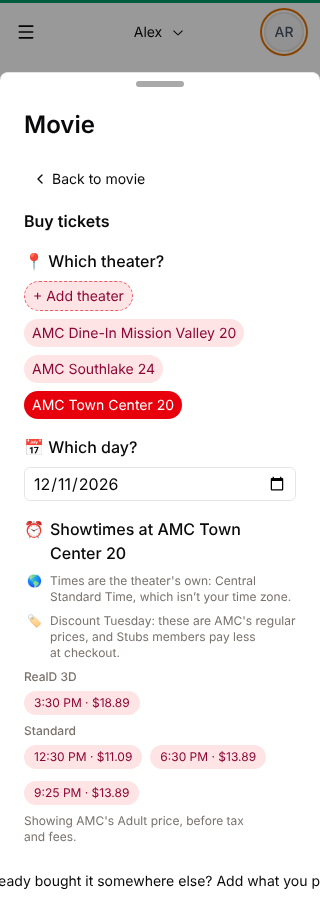 Alex
AR
Movie
Back to movie
Buy tickets
📍 Which theater?
+ Add theater
AMC Dine-In Mission Valley 20
AMC Southlake 24
AMC Town Center 20
📅 Which day?
12/11/2026
⏰ Showtimes at AMC Town
Center 20
🌎 Times are the theater's own: Central
Standard Time, which isn't your time zone.
🏷️ Discount Tuesday: these are AMC's regular
prices, and Stubs members pay less
at checkout.
RealD 3D
3:30 PM · $18.89
Standard
12:30 PM · $11.09 6:30 PM · $13.89
9:25 PM · $13.89
Showing AMC's Adult price, before tax
and fees.
eady bought it somewhere else? Add what you p